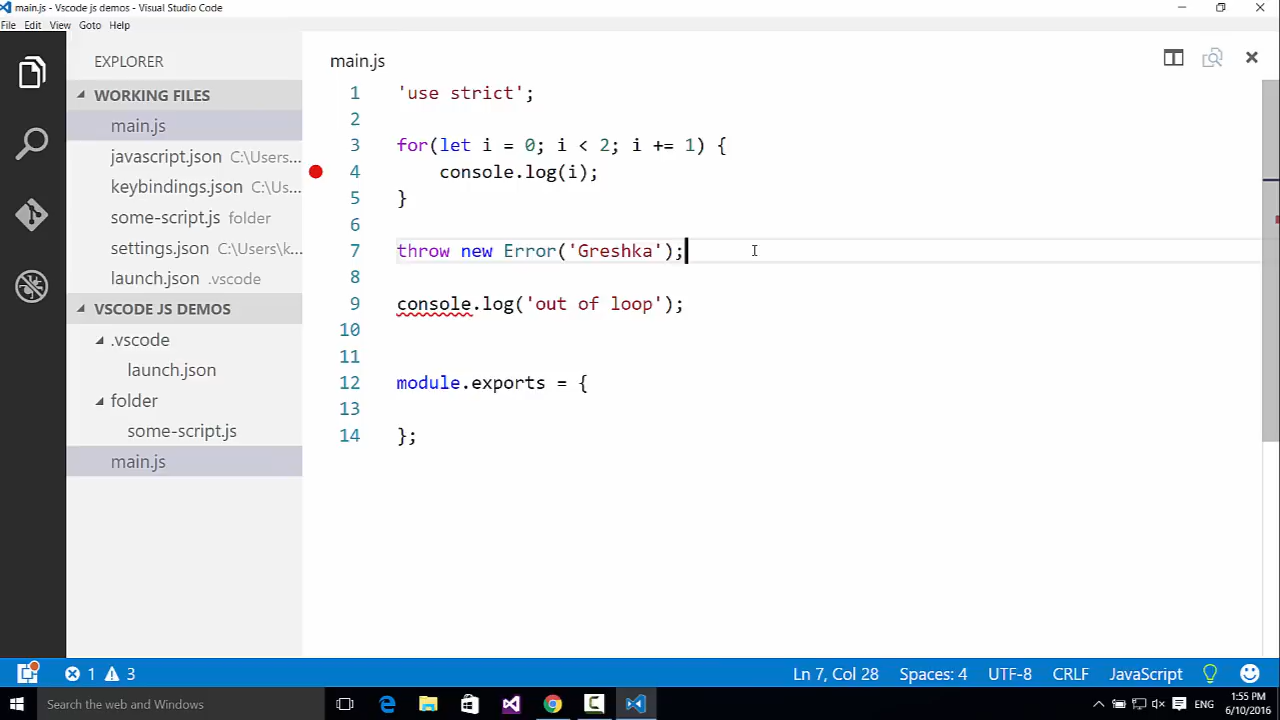 main.js - Vscode js demos - Visual Studio Code
File Edit View Goto Help
EXPLORER
WORKING FILES
main.js
javascript.json C:\Users...
keybindings.json C:\Us...
some-script.js folder
settings.json C:\Users\k...
launch.json .vscode
VSCODE JS DEMOS
.vscode
launch.json
folder
some-script.js
main.js
main.js
1 'use strict';
2
3 for(let i = 0; i < 2; i += 1) {
4 console.log(i);
5 }
6
7 throw new Error('Greshka');
8
9 console.log('out of loop');
10
11
12 module.exports = {
13
14 };
1 3
Ln 7, Col 28 Spaces: 4 UTF-8 CRLF JavaScript
Search the web and Windows
ENG
1:55 PM
6/10/2016